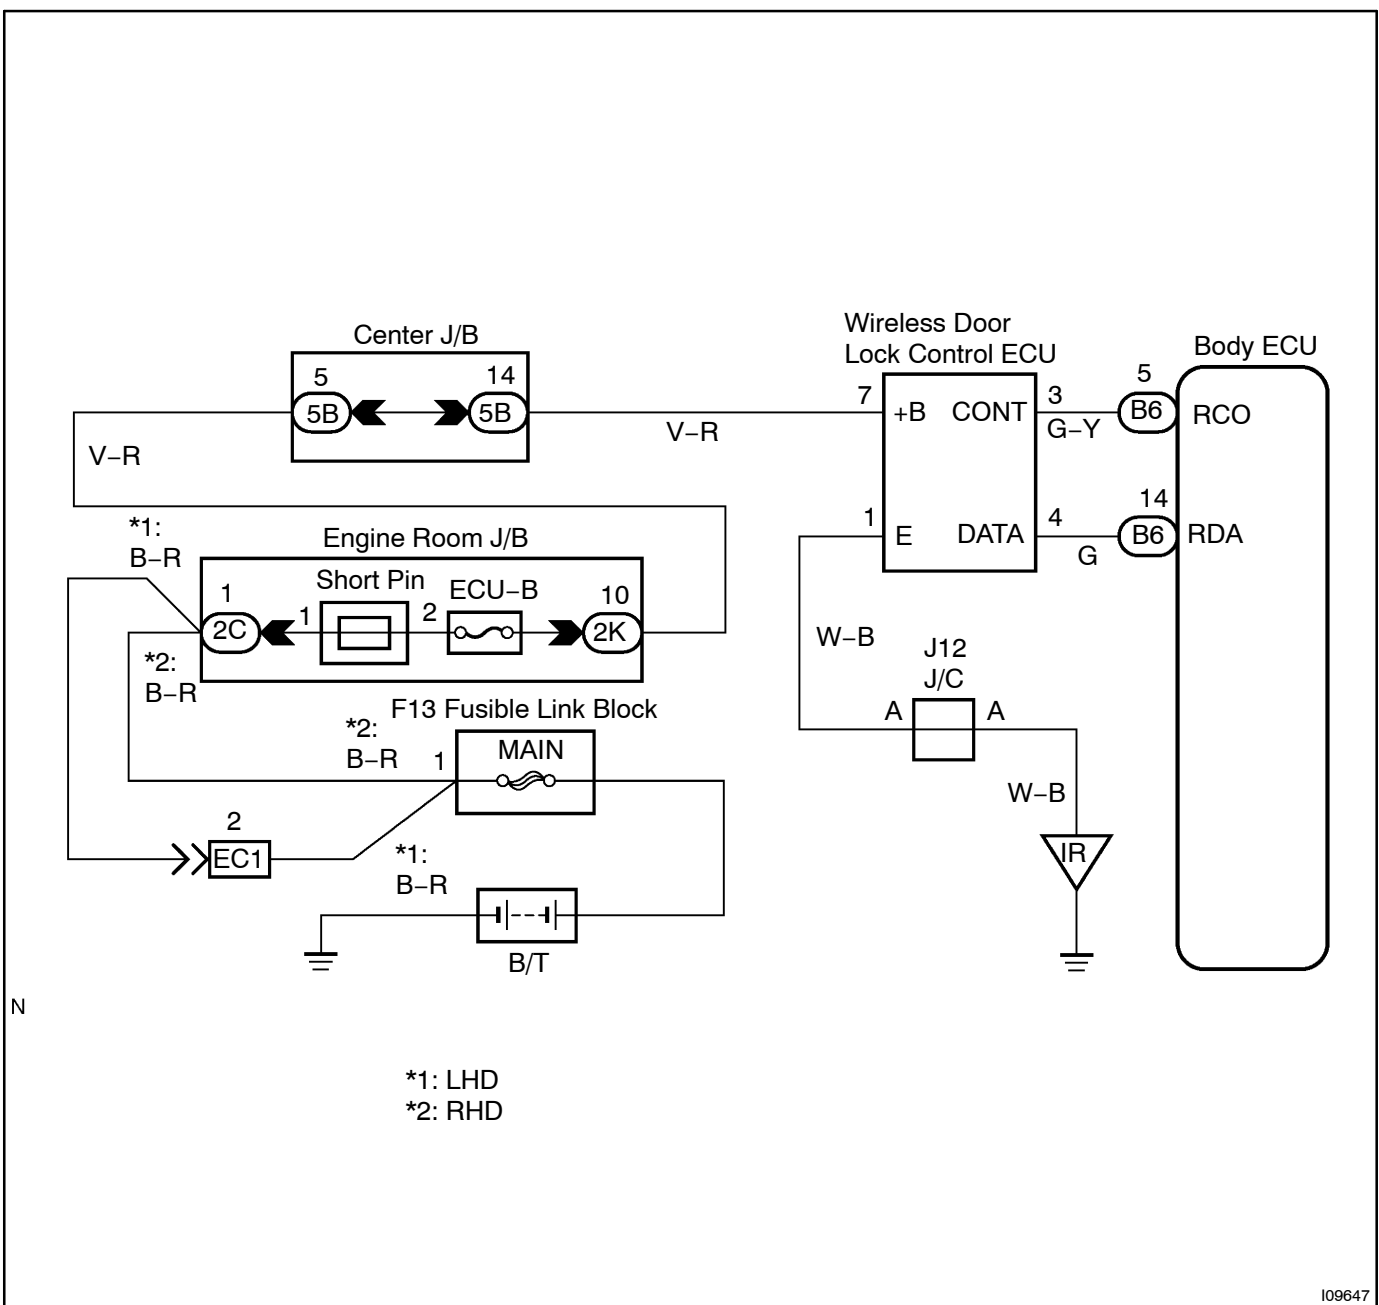 Center J/B
5
14
5B
5B
V−R
V−R
Wireless Door
Lock Control ECU
7
+B
CONT
3
G−Y
1
E
DATA
4
G
Body ECU
5
B6
RCO
14
B6
RDA
*1:
B−R
Engine Room J/B
Short Pin
ECU−B
1
2C
1
2
10
2K
*2:
B−R
F13 Fusible Link Block
*2:
B−R
1
MAIN
2
EC1
*1:
B−R
B/T
W−B
J12
J/C
A
A
W−B
IR
N
*1: LHD
*2: RHD
I09647